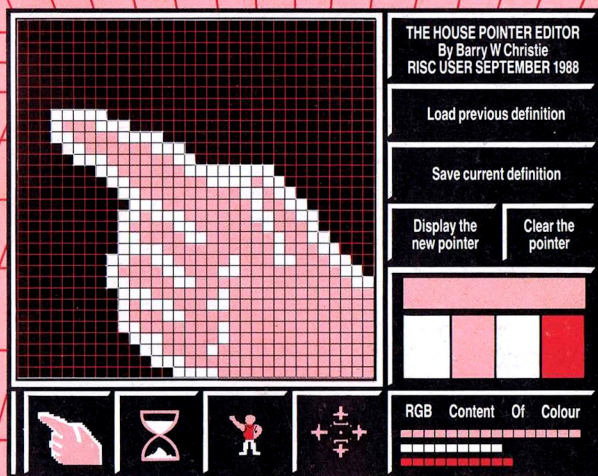 THE HOUSE POINTER EDITOR
By Barry W Christie
RISC USER SEPTEMBER 1988
Load previous definition
Save current definition
Display the
new pointer
Clear the
pointer
RGB Content Of Colour